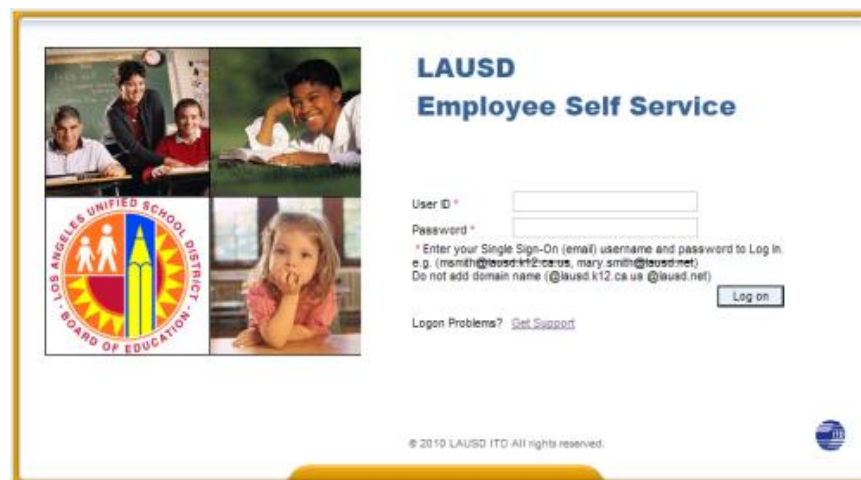 LAUSD
Employee Self Service
LOS ANGELES UNIFIED SCHOOL DISTRICT
BOARD OF EDUCATION
User ID *
Password *
* Enter your Single Sign-On (email) username and password to Log In.
e.g. (msmith@lausd.k12.ca.us, mary.smith@lausd.net)
Do not add domain name (@lausd.k12.ca.us @lausd.net)
Log on
Logon Problems? Get Support
© 2010 LAUSD ITD All rights reserved.
ITD